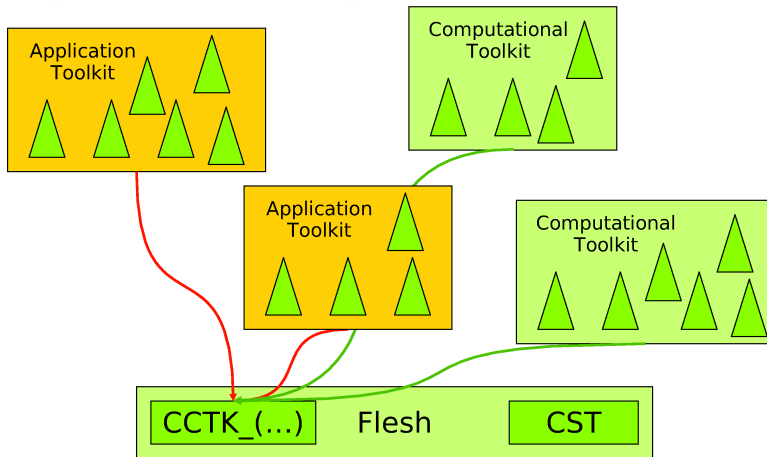 Application
Toolkit
Computational
Toolkit
Application
Toolkit
Computational
Toolkit
CCTK_(…)
Flesh
CST